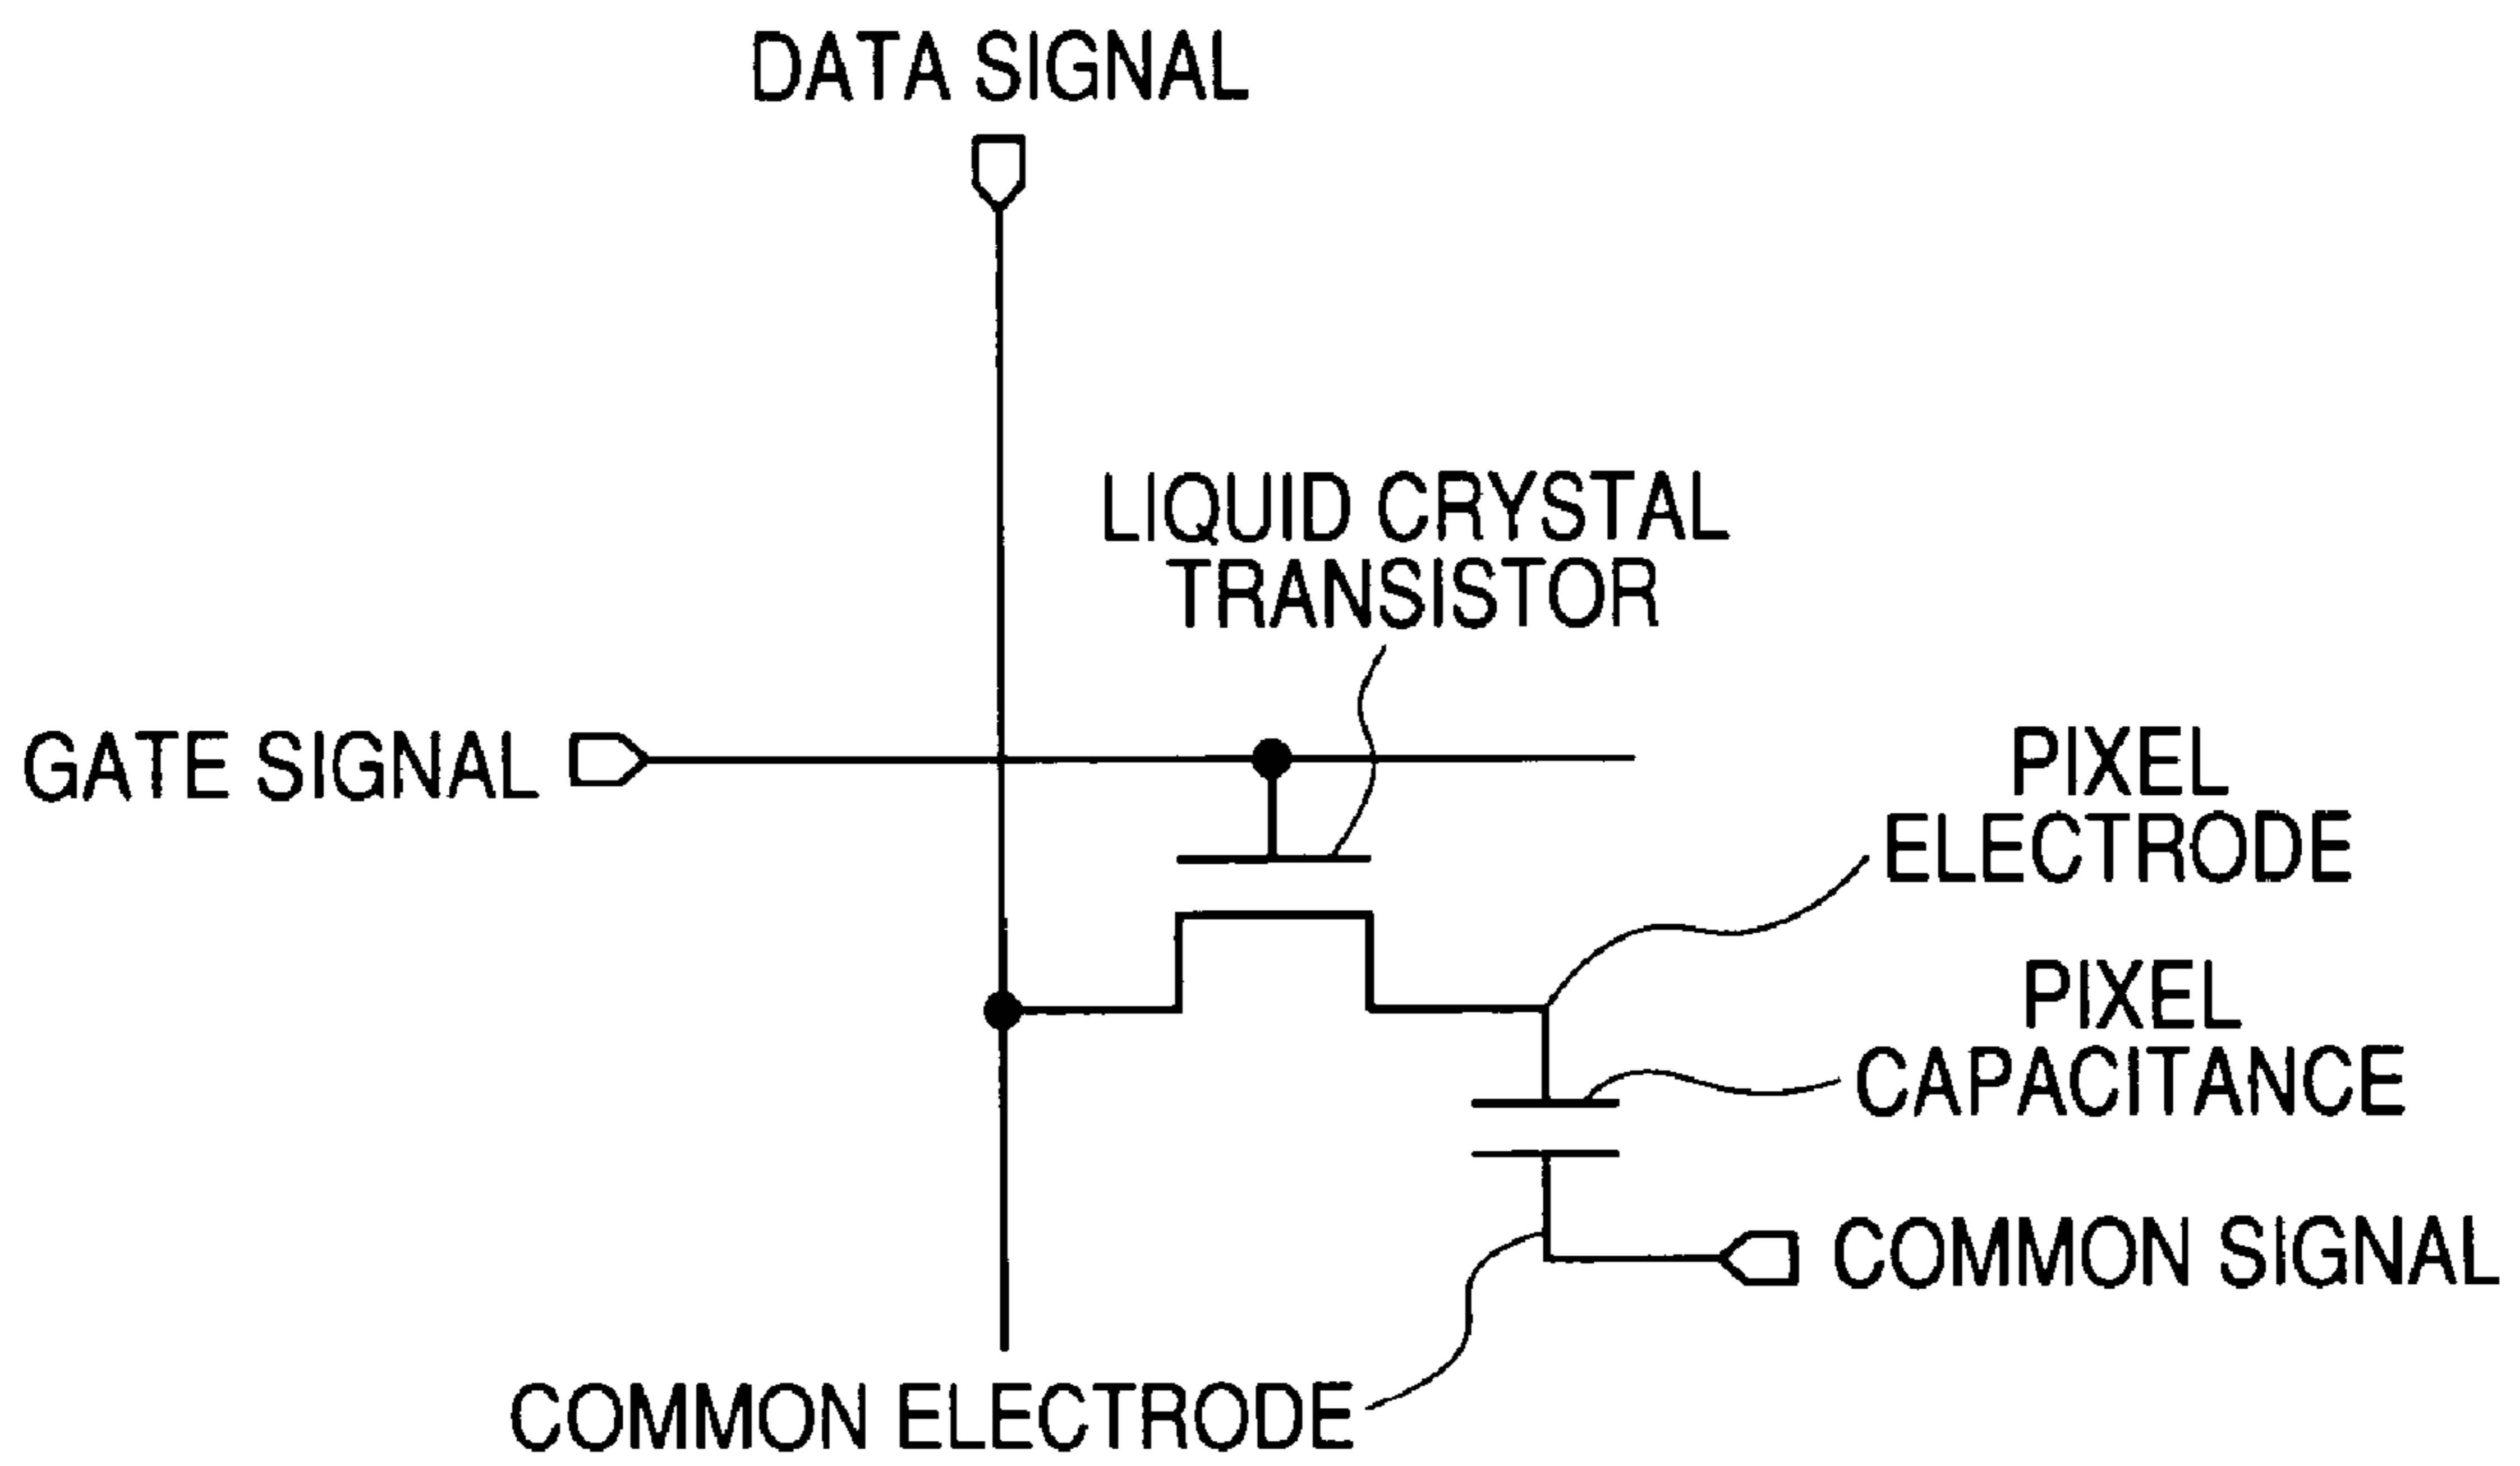 DATA SIGNAL
LIQUID CRYSTAL
TRANSISTOR
GATE SIGNAL
PIXEL
ELECTRODE
PIXEL
CAPACITANCE
COMMON SIGNAL
COMMON ELECTRODE